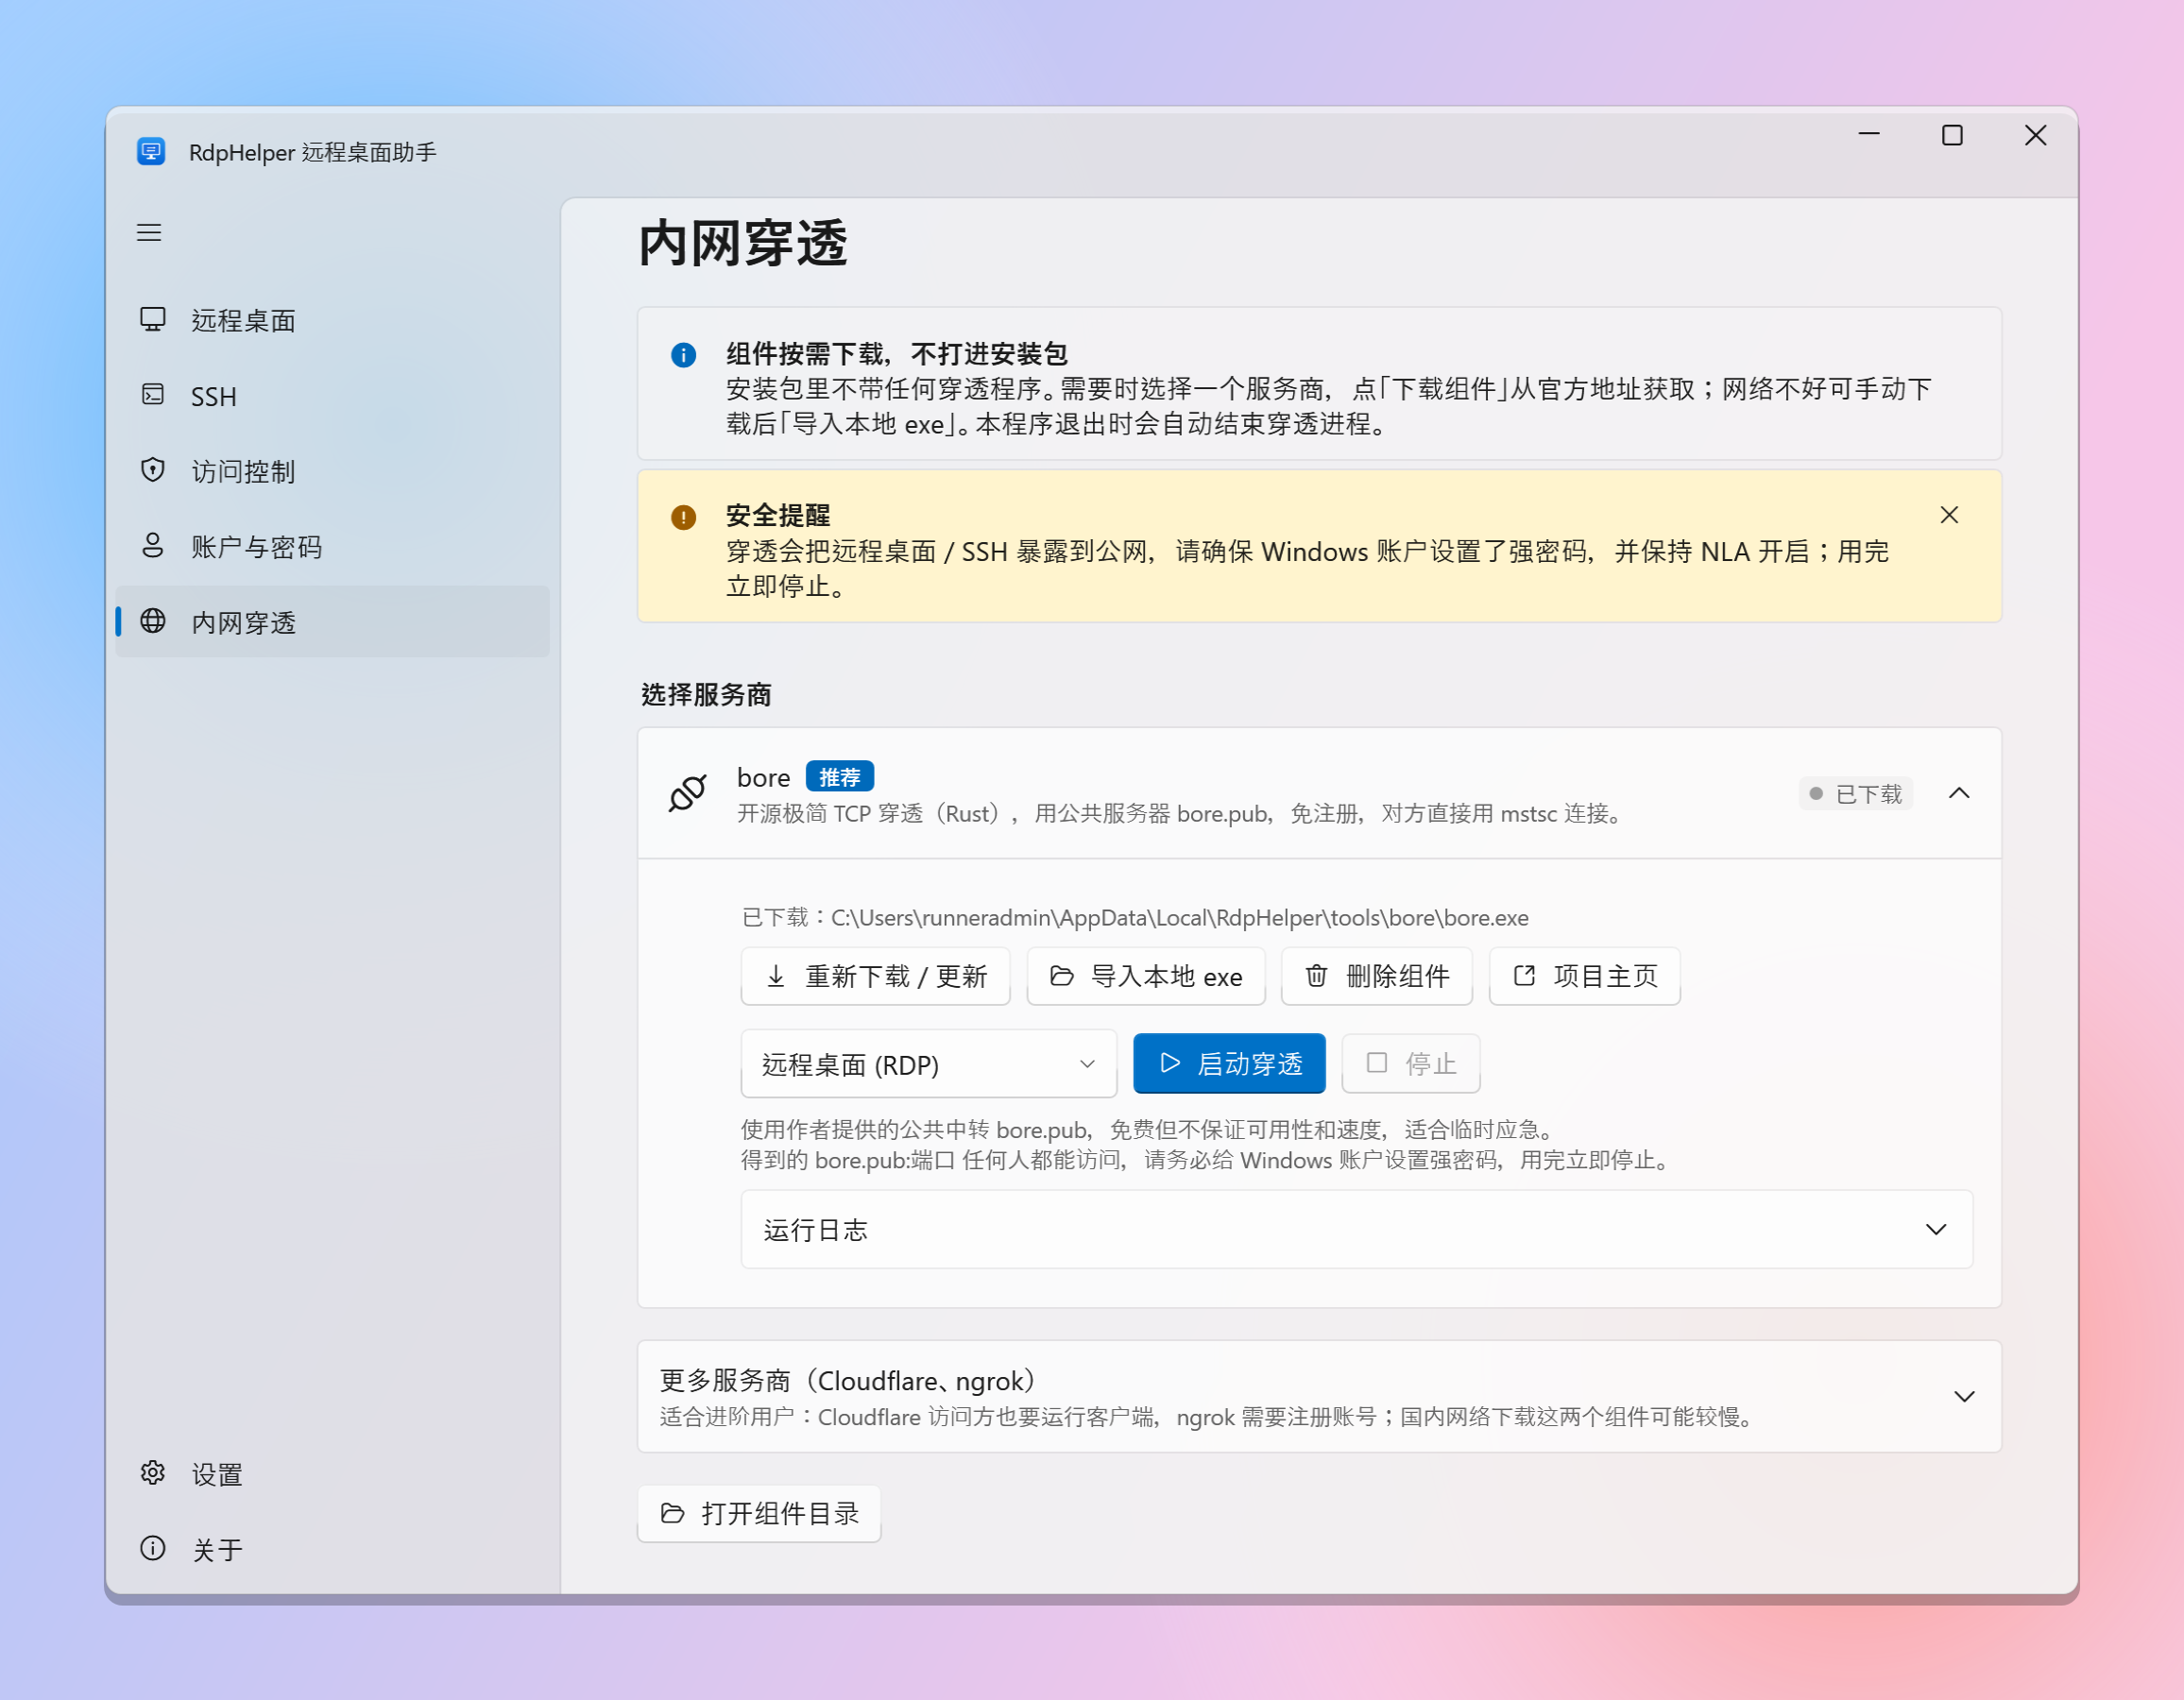 RdpHelper 远程桌面助手
远程桌面
SSH
访问控制
账户与密码
内网穿透
设置
关于
内网穿透
组件按需下载，不打进安装包
安装包里不带任何穿透程序。需要时选择一个服务商，点「下载组件」从官方地址获取；网络不好可手动下
载后「导入本地 exe」。本程序退出时会自动结束穿透进程。
安全提醒
穿透会把远程桌面 / SSH 暴露到公网，请确保 Windows 账户设置了强密码，并保持 NLA 开启；用完
立即停止。
选择服务商
bore 推荐
开源极简 TCP 穿透（Rust），用公共服务器 bore.pub，免注册，对方直接用 mstsc 连接。
已下载
已下载：C:\Users\runneradmin\AppData\Local\RdpHelper\tools\bore\bore.exe
重新下载 / 更新 导入本地 exe 删除组件 项目主页
远程桌面 (RDP) 启动穿透 停止
使用作者提供的公共中转 bore.pub，免费但不保证可用性和速度，适合临时应急。
得到的 bore.pub:端口 任何人都能访问，请务必给 Windows 账户设置强密码，用完立即停止。
运行日志
更多服务商（Cloudflare、ngrok）
适合进阶用户：Cloudflare 访问方也要运行客户端，ngrok 需要注册账号；国内网络下载这两个组件可能较慢。
打开组件目录